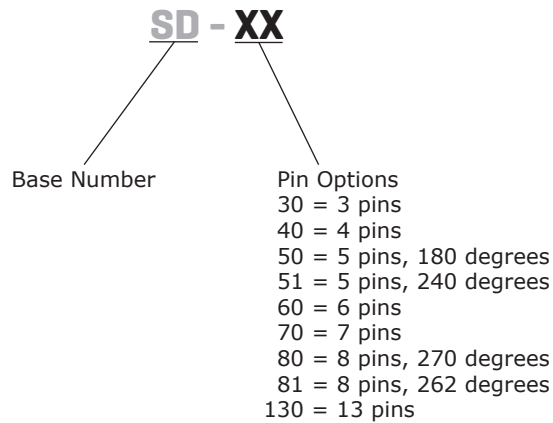 SD - XX
Base Number
Pin Options
30 = 3 pins
40 = 4 pins
50 = 5 pins, 180 degrees
51 = 5 pins, 240 degrees
60 = 6 pins
70 = 7 pins
80 = 8 pins, 270 degrees
81 = 8 pins, 262 degrees
130 = 13 pins